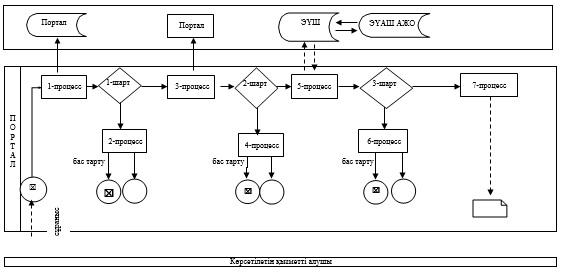 Портал
Портал
ЭҮШ
ЭҮАШ АЖО
ПОРТАЛ
1-процесс
1-шарт
3-процесс
2-шарт
5-процесс
3-шарт
7-процесс
2-процесс
4-процесс
6-процесс
бас тарту
бас тарту
бас тарту
сұраныс
Көрсетілетін қызметті алушы